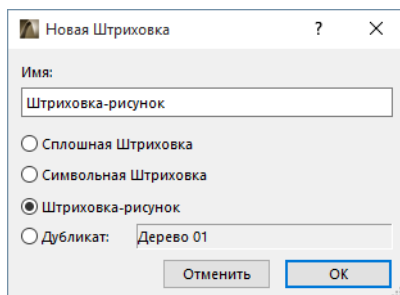 Новая Штриховка
Имя:
Штриховка-рисунок
Сплошная Штриховка
Символьная Штриховка
Штриховка-рисунок
Дубликат: Дерево 01
Отменить OK